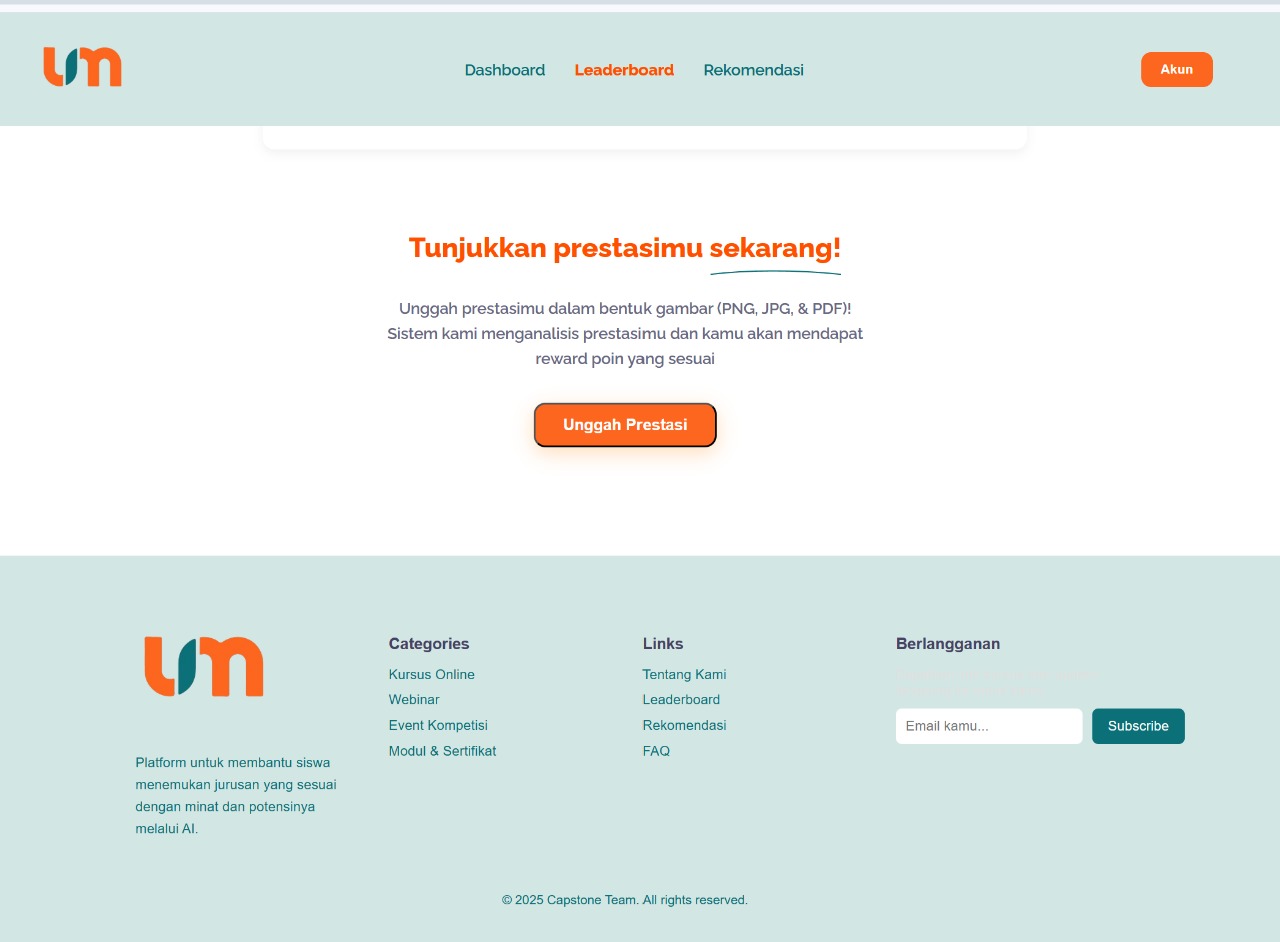 um
Dashboard
Leaderboard
Rekomendasi
Akun
Tunjukkan prestasimu sekarang!
Unggah prestasimu dalam bentuk gambar (PNG, JPG, & PDF)!
Sistem kami menganalisis prestasimu dan kamu akan mendapat
reward poin yang sesuai
Unggah Prestasi
um
Platform untuk membantu siswa
menemukan jurusan yang sesuai
dengan minat dan potensinya
melalui AI.
Categories
Kursus Online
Webinar
Event Kompetisi
Modul & Sertifikat
Links
Tentang Kami
Leaderboard
Rekomendasi
FAQ
Berlangganan
Email kamu...
Subscribe
© 2025 Capstone Team. All rights reserved.